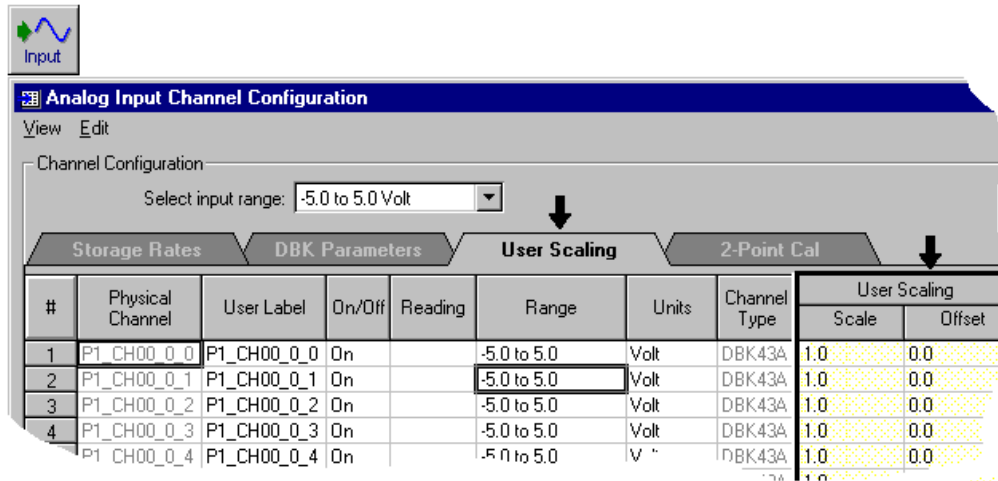 Input
Analog Input Channel Configuration
View Edit
Channel Configuration
Select input range: -5.0 to 5.0 Volt
Storage Rates DBK Parameters User Scaling 2-Point Cal
# Physical Channel User Label On/Off Reading Range Units Channel Type User Scaling
Scale Offset
1 P1_CH00_0_0 P1_CH00_0_0 On -5.0 to 5.0 Volt DBK43A 1.0 0.0
2 P1_CH00_0_1 P1_CH00_0_1 On -5.0 to 5.0 Volt DBK43A 1.0 0.0
3 P1_CH00_0_2 P1_CH00_0_2 On -5.0 to 5.0 Volt DBK43A 1.0 0.0
4 P1_CH00_0_3 P1_CH00_0_3 On -5.0 to 5.0 Volt DBK43A 1.0 0.0
P1_CH00_0_4 P1_CH00_0_4 On -5.0 to 5.0 DBK43A 1.0 0.0